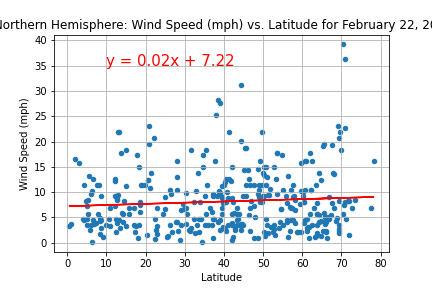 Northern Hemisphere: Wind Speed (mph) vs. Latitude for February 22, 20
y = 0.02x + 7.22
Wind Speed (mph)
40
35
30
25
20
15
10
5
0
0 10 20 30 40 50 60 70 80
Latitude